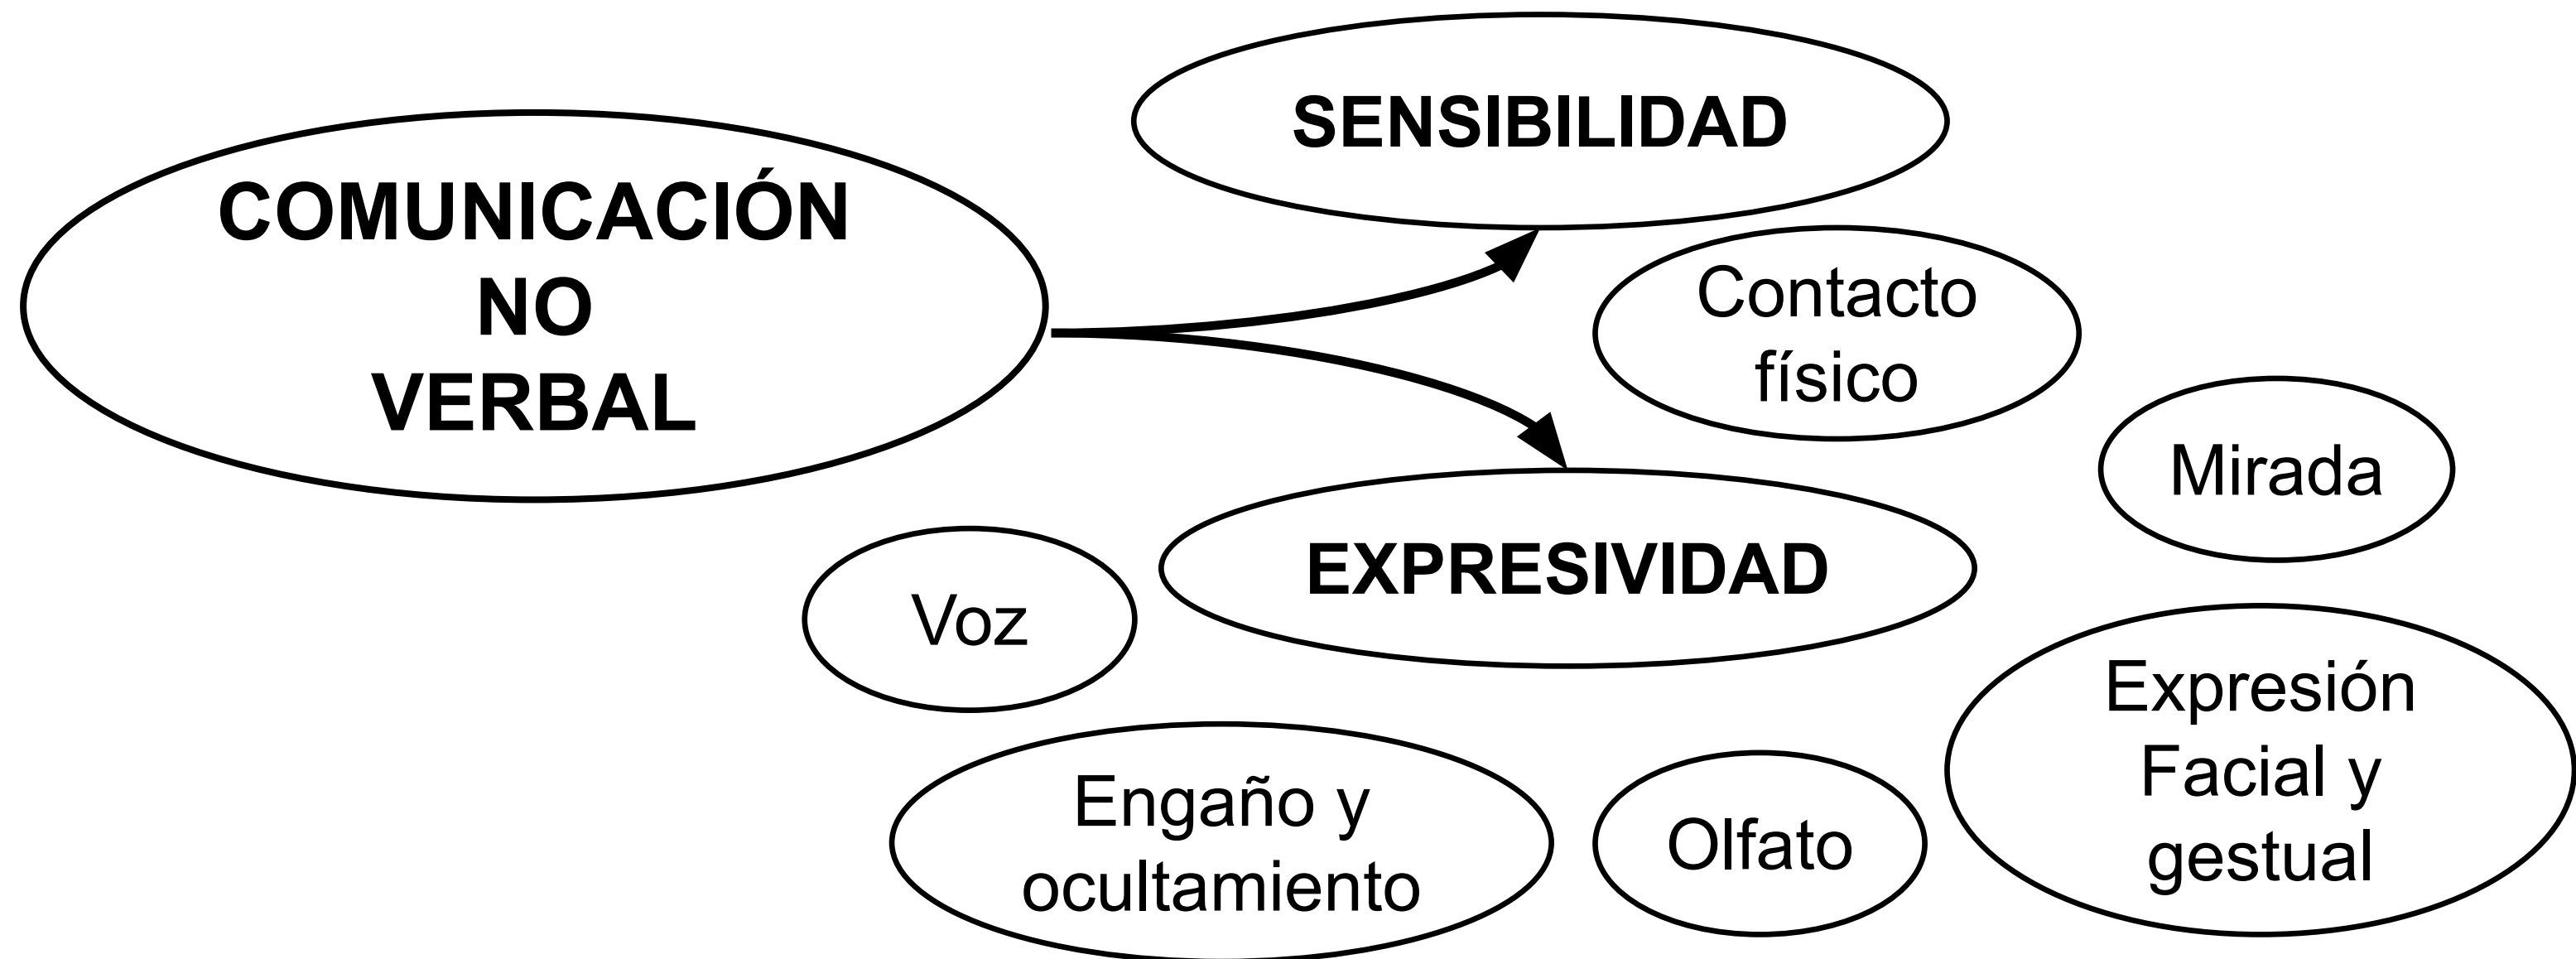 COMUNICACIÓN
NO
VERBAL
SENSIBILIDAD
Contacto
físico
Mirada
EXPRESIVIDAD
Voz
Expresión
Facial y
gestual
Engaño y
ocultamiento
Olfato